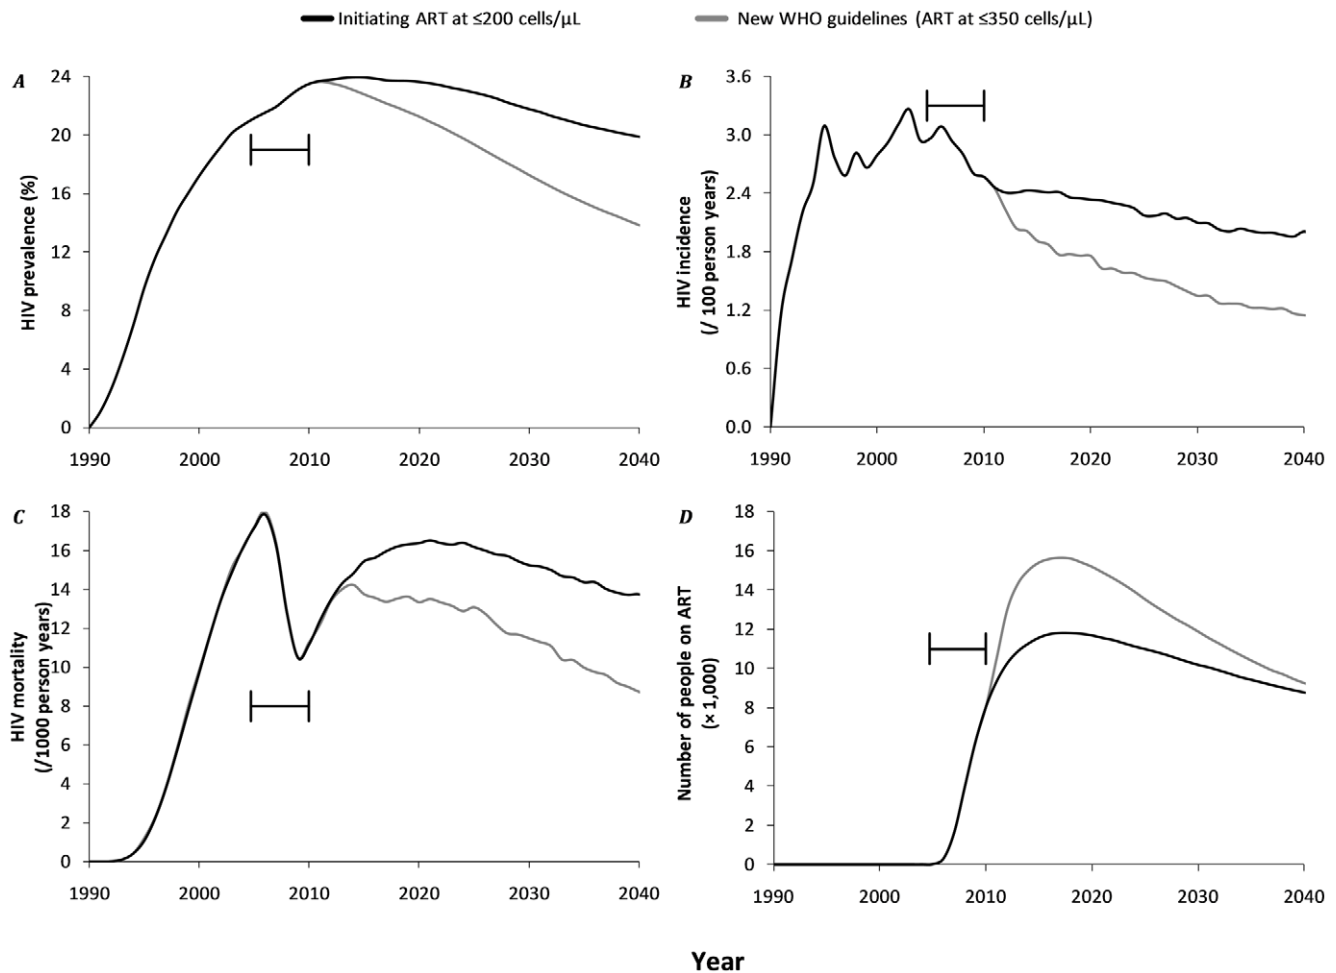 Initiating ART at ≤200 cells/μL
New WHO guidelines (ART at ≤350 cells/μL)
A
HIV prevalence (%)
24
20
16
12
8
4
0
1990 2000 2010 2020 2030 2040
B
HIV incidence
(/ 100 person years)
3.6
3.0
2.4
1.8
1.2
0.6
0.0
1990 2000 2010 2020 2030 2040
C
HIV mortality
(/1000 person years)
18
16
14
12
10
8
6
4
2
0
1990 2000 2010 2020 2030 2040
D
Number of people on ART
(× 1,000)
18
16
14
12
10
8
6
4
2
0
1990 2000 2010 2020 2030 2040
Year